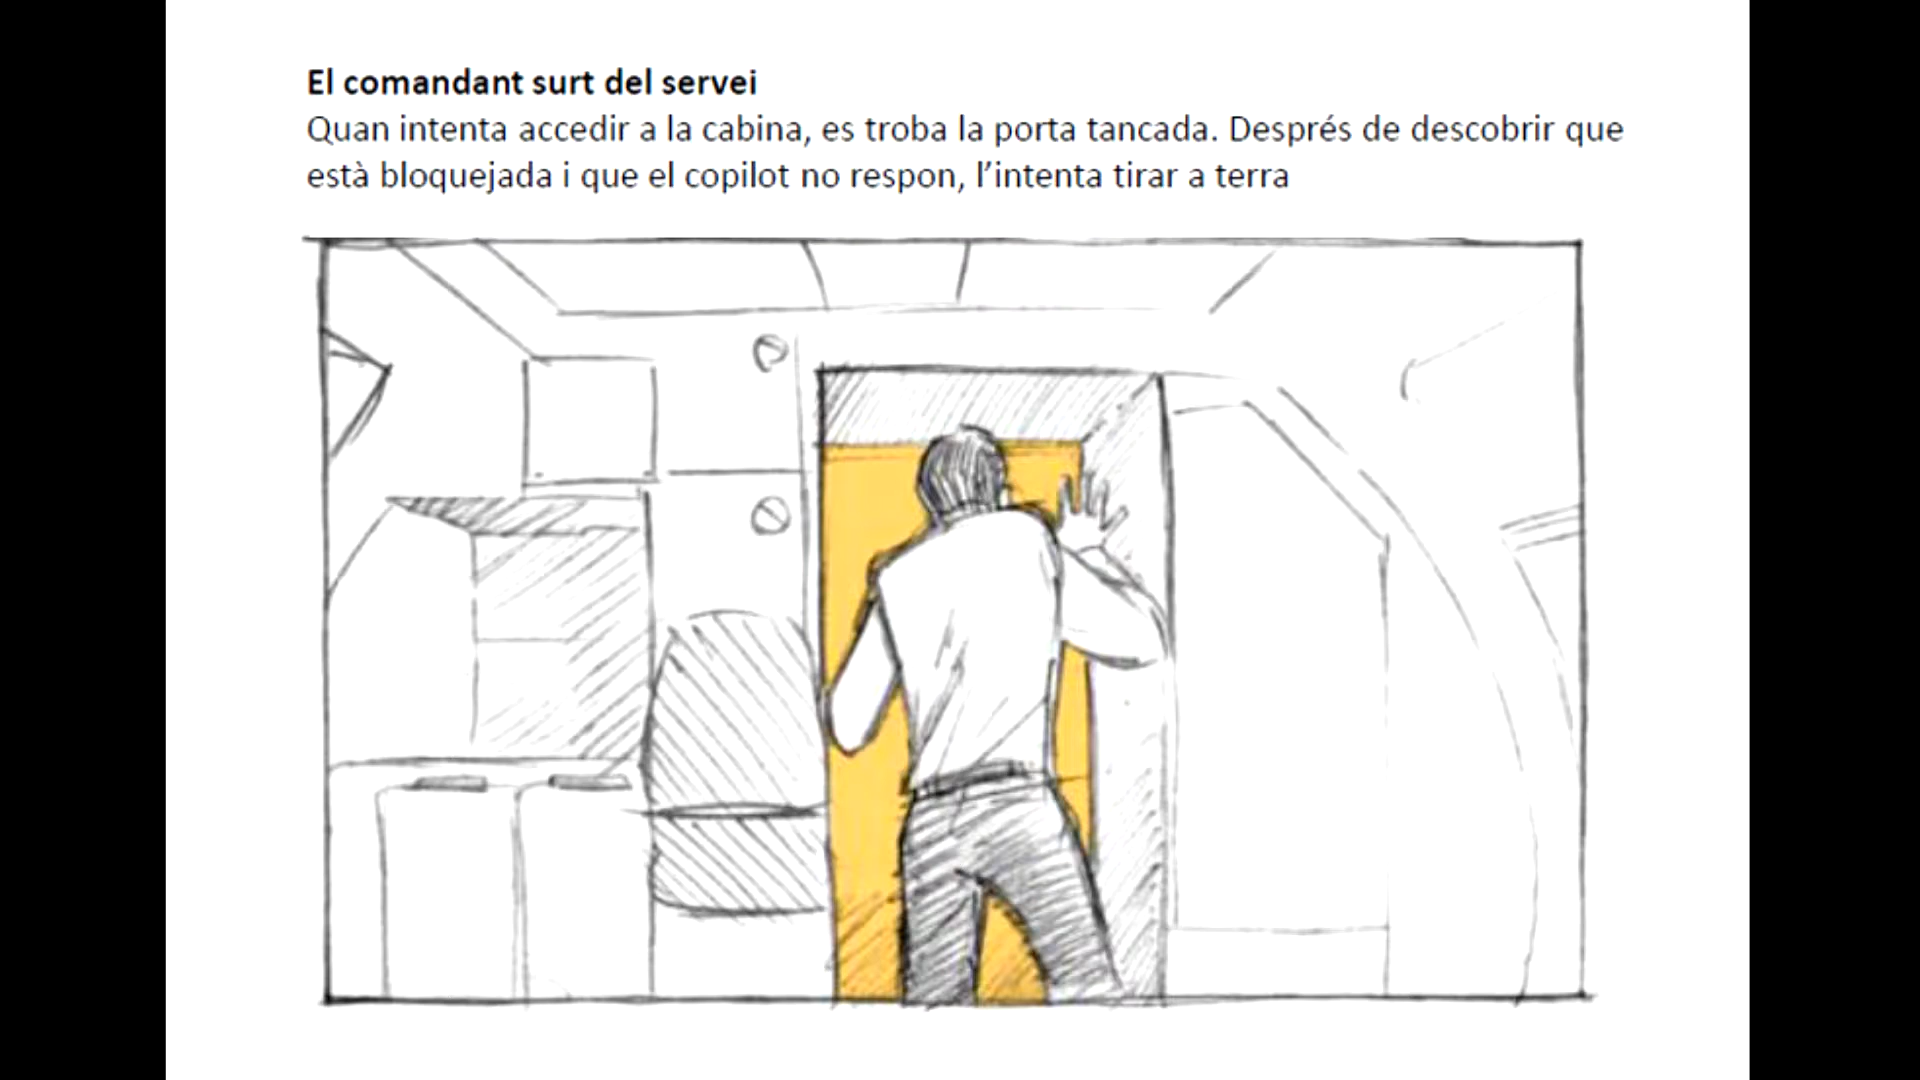 El comandant surt del servei
Quan intenta accedir a la cabina, es troba la porta tancada. Després de descobrir que
està bloquejada i que el copilot no respon, l’intenta tirar a terra